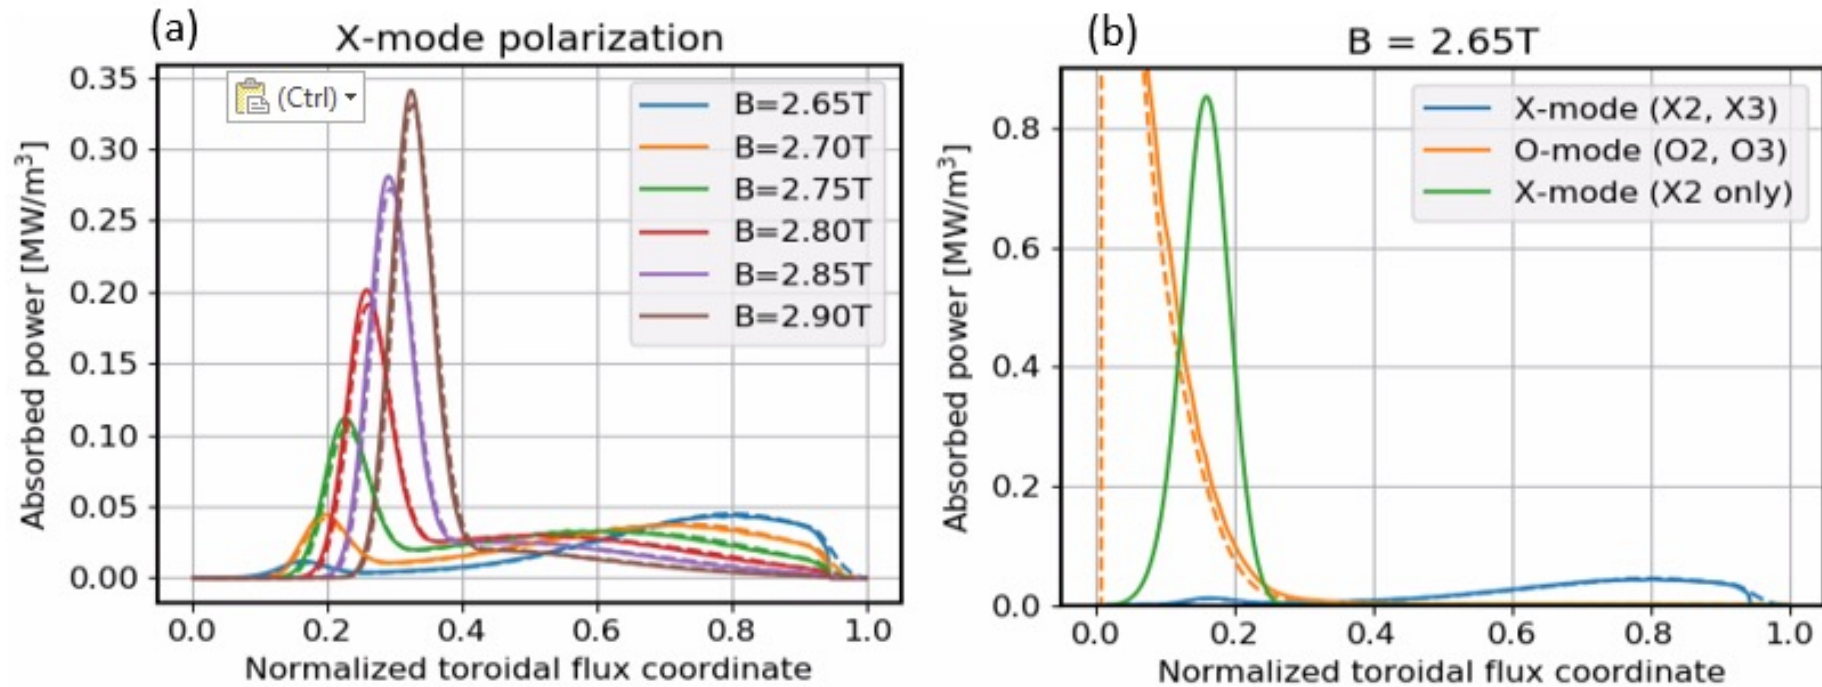 (a)
X-mode polarization
(Ctrl)
B=2.65T
B=2.70T
B=2.75T
B=2.80T
B=2.85T
B=2.90T
0.35
0.30
0.25
0.20
0.15
0.10
0.05
0.00
Absorbed power [MW/m³]
0.0 0.2 0.4 0.6 0.8 1.0
Normalized toroidal flux coordinate
(b)
B = 2.65T
X-mode (X2, X3)
O-mode (O2, O3)
X-mode (X2 only)
0.8
0.6
0.4
0.2
0.0
Absorbed power [MW/m³]
0.0 0.2 0.4 0.6 0.8 1.0
Normalized toroidal flux coordinate